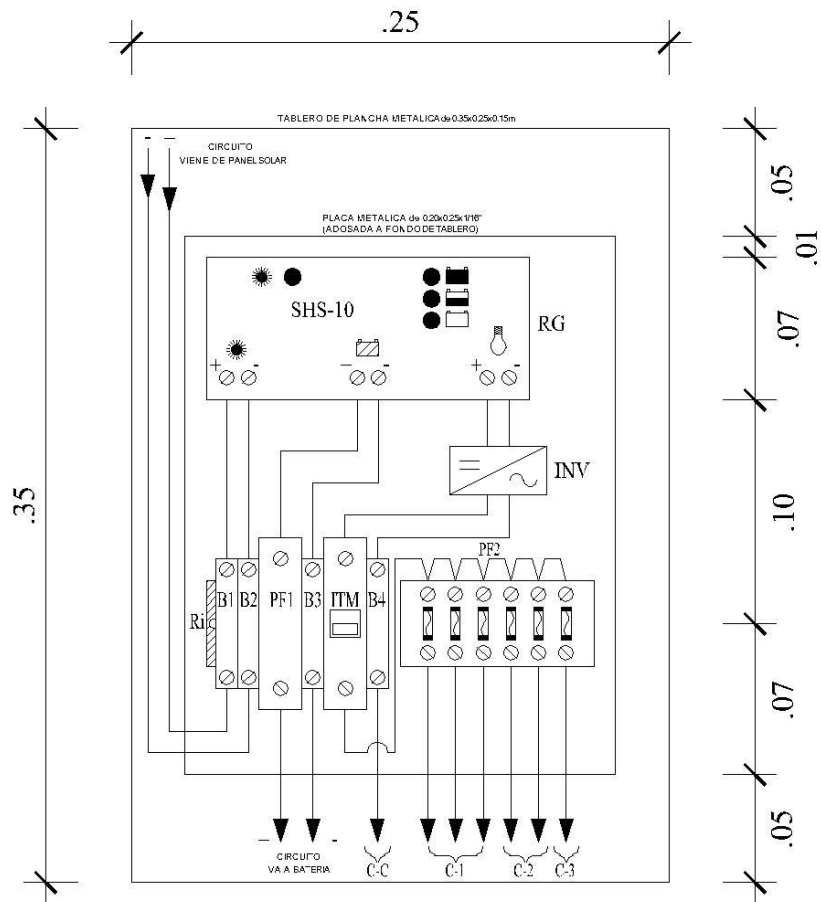 .25
TABLERO DE PLANCHA METALICA de 0.35x0.25x0.15m
CIRCUITO
VIENE DE PANEL SOLAR
.05
PLACA METALICA de 0.20x0.25x1/16"
(ADOSADA A FONDO DE TABLERO)
.01
SHS-10
RG
.07
+ -
- -
+ -
INV
.35
.10
PF2
Ri
B1
B2
PF1
B3
ITM
B4
.07
CIRCUITO
VA A BATERIA
C-C
C-1
C-2
C-3
.05